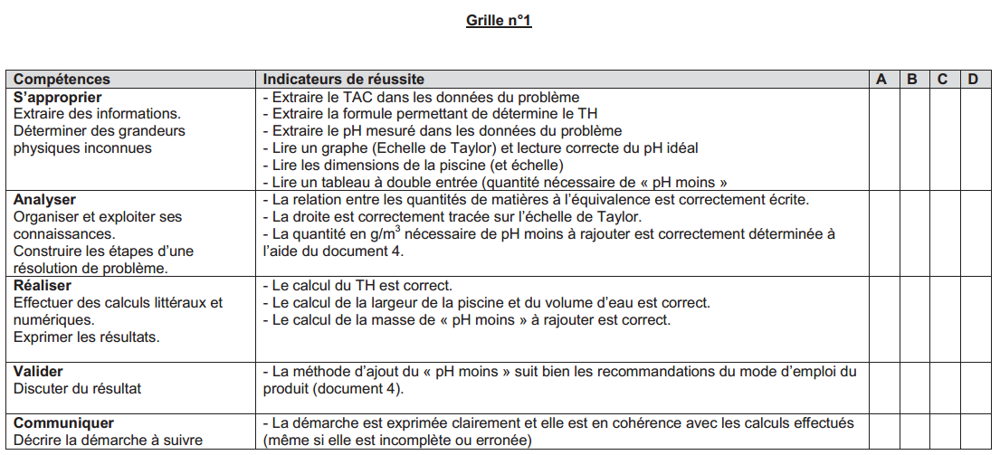 Grille n°1
Compétences Indicateurs de réussite A B C D
S'approprier
Extraire des informations.
Déterminer des grandeurs
physiques inconnues
- Extraire le TAC dans les données du problème
- Extraire la formule permettant de détermine le TH
- Extraire le pH mesuré dans les données du problème
- Lire un graphe (Echelle de Taylor) et lecture correcte du pH idéal
- Lire les dimensions de la piscine (et échelle)
- Lire un tableau à double entrée (quantité nécessaire de « pH moins »
Analyser
Organiser et exploiter ses
connaissances.
Construire les étapes d'une
résolution de problème.
- La relation entre les quantités de matières à l'équivalence est correctement écrite.
- La droite est correctement tracée sur l'échelle de Taylor.
- La quantité en g/m³ nécessaire de pH moins à rajouter est correctement déterminée à
l'aide du document 4.
Réaliser
Effectuer des calculs littéraux et
numériques.
Exprimer les résultats.
- Le calcul du TH est correct.
- Le calcul de la largeur de la piscine et du volume d'eau est correct.
- Le calcul de la masse de « pH moins » à rajouter est correct.
Valider
Discuter du résultat
- La méthode d'ajout du « pH moins » suit bien les recommandations du mode d'emploi du
produit (document 4).
Communiquer
Décrire la démarche à suivre
- La démarche est exprimée clairement et elle est en cohérence avec les calculs effectués
(même si elle est incomplète ou erronée)